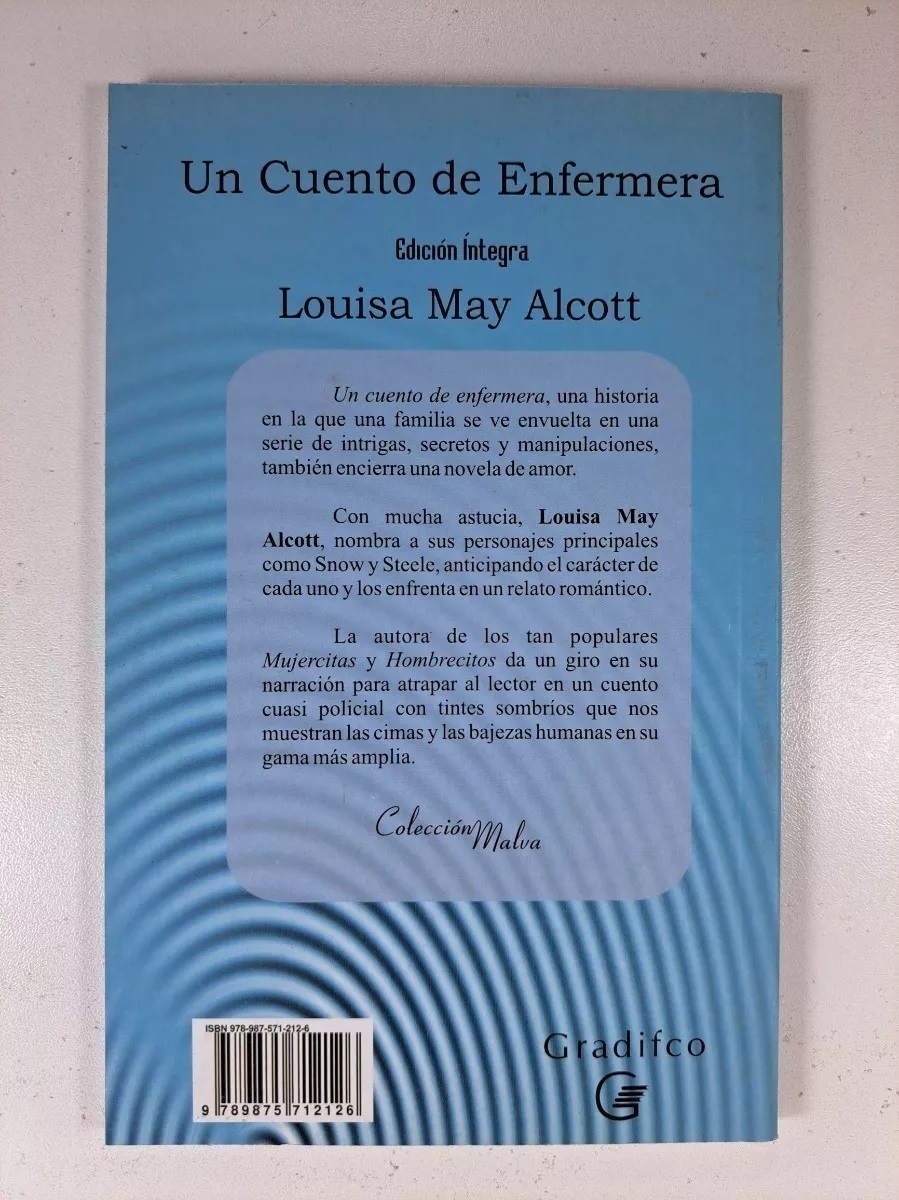 Un Cuento de Enfermera
Edición Íntegra
Louisa May Alcott
Un cuento de enfermera, una historia
en la que una familia se ve envuelta en una
serie de intrigas, secretos y manipulaciones,
también encierra una novela de amor.
Con mucha astucia, Louisa May
Alcott, nombra a sus personajes principales
como Snow y Steele, anticipando el carácter de
cada uno y los enfrenta en un relato romántico.
La autora de los tan populares
Mujercitas y Hombrecitos da un giro en su
narración para atrapar al lector en un cuento
cuasi policial con tintes sombríos que nos
muestran las cimas y las bajezas humanas en su
gama más amplia.
Colección Malva
ISBN 978-987-571-212-6
9 789875 712126
Gradifco
G